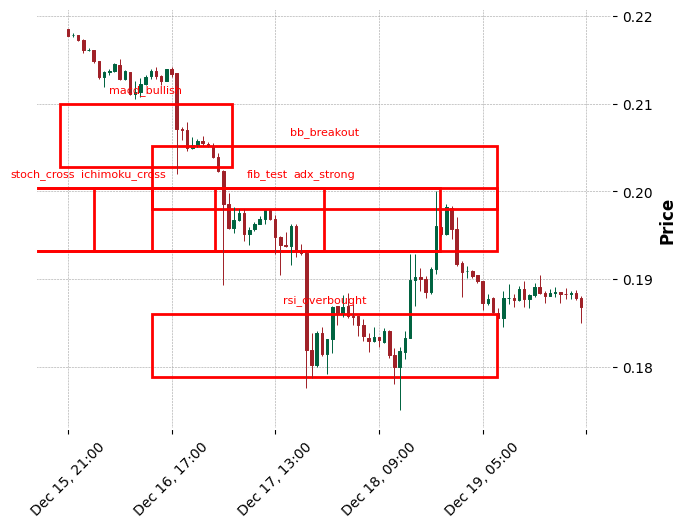 0.22
macd_bullish
0.21
bb_breakout
stoch_cross ichimoku_cross fib_test adx_strong
0.20
Price
0.19
rsi_overbought
0.18
Dec 15, 21:00
Dec 16, 17:00
Dec 17, 13:00
Dec 18, 09:00
Dec 19, 05:00